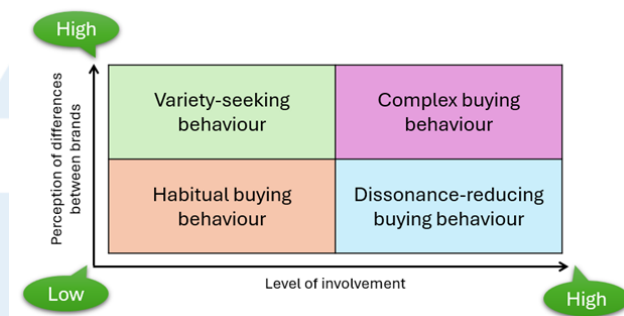 High
Perception of differences
between brands
Variety-seeking
behaviour
Complex buying
behaviour
Habitual buying
behaviour
Dissonance-reducing
buying behaviour
Low
Level of involvement
High